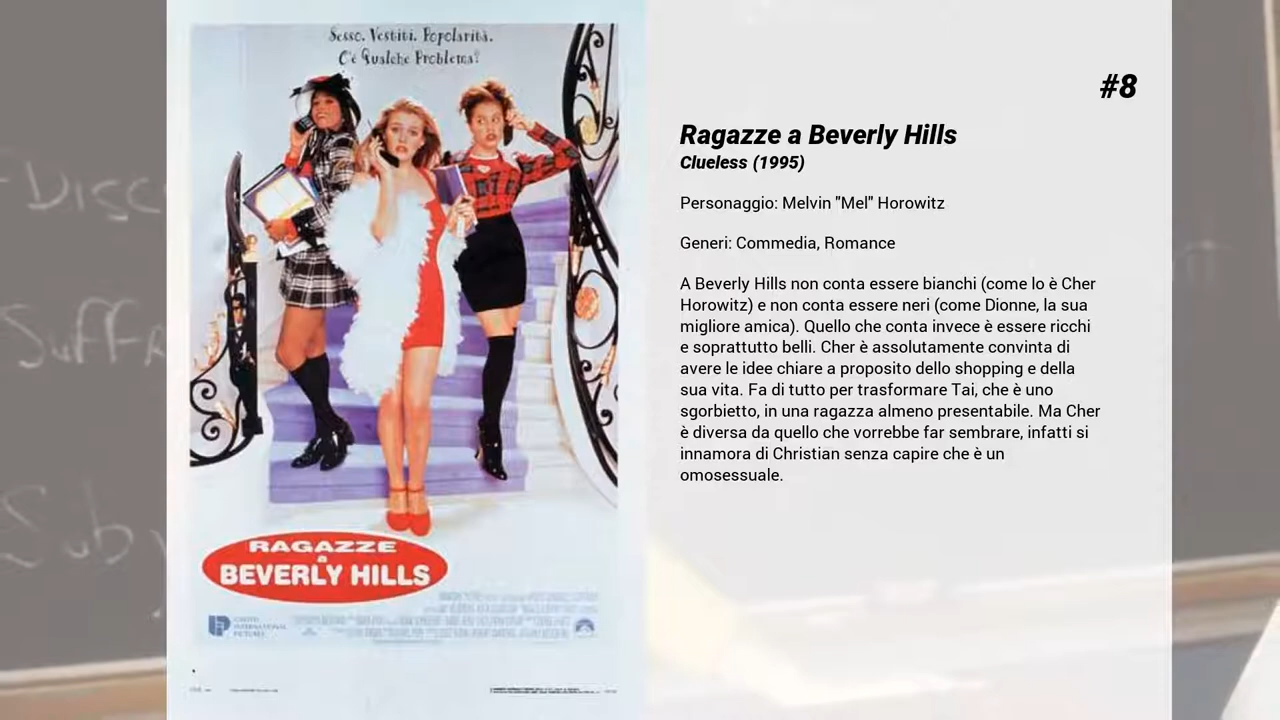 Sesso. Vestiti. Popolarità.
C'è Qualche Problema?
#8
Ragazze a Beverly Hills
Clueless (1995)
Personaggio: Melvin "Mel" Horowitz
Generi: Commedia, Romance
A Beverly Hills non conta essere bianchi (come lo è Cher
Horowitz) e non conta essere neri (come Dionne, la sua
migliore amica). Quello che conta invece è essere ricchi
e soprattutto belli. Cher è assolutamente convinta di
avere le idee chiare a proposito dello shopping e della
sua vita. Fa di tutto per trasformare Tai, che è uno
sgorbietto, in una ragazza almeno presentabile. Ma Cher
è diversa da quello che vorrebbe far sembrare, infatti si
innamora di Christian senza capire che è un
omosessuale.
RAGAZZE
a
BEVERLY HILLS
UNITED
INTERNATIONAL
PICTURES